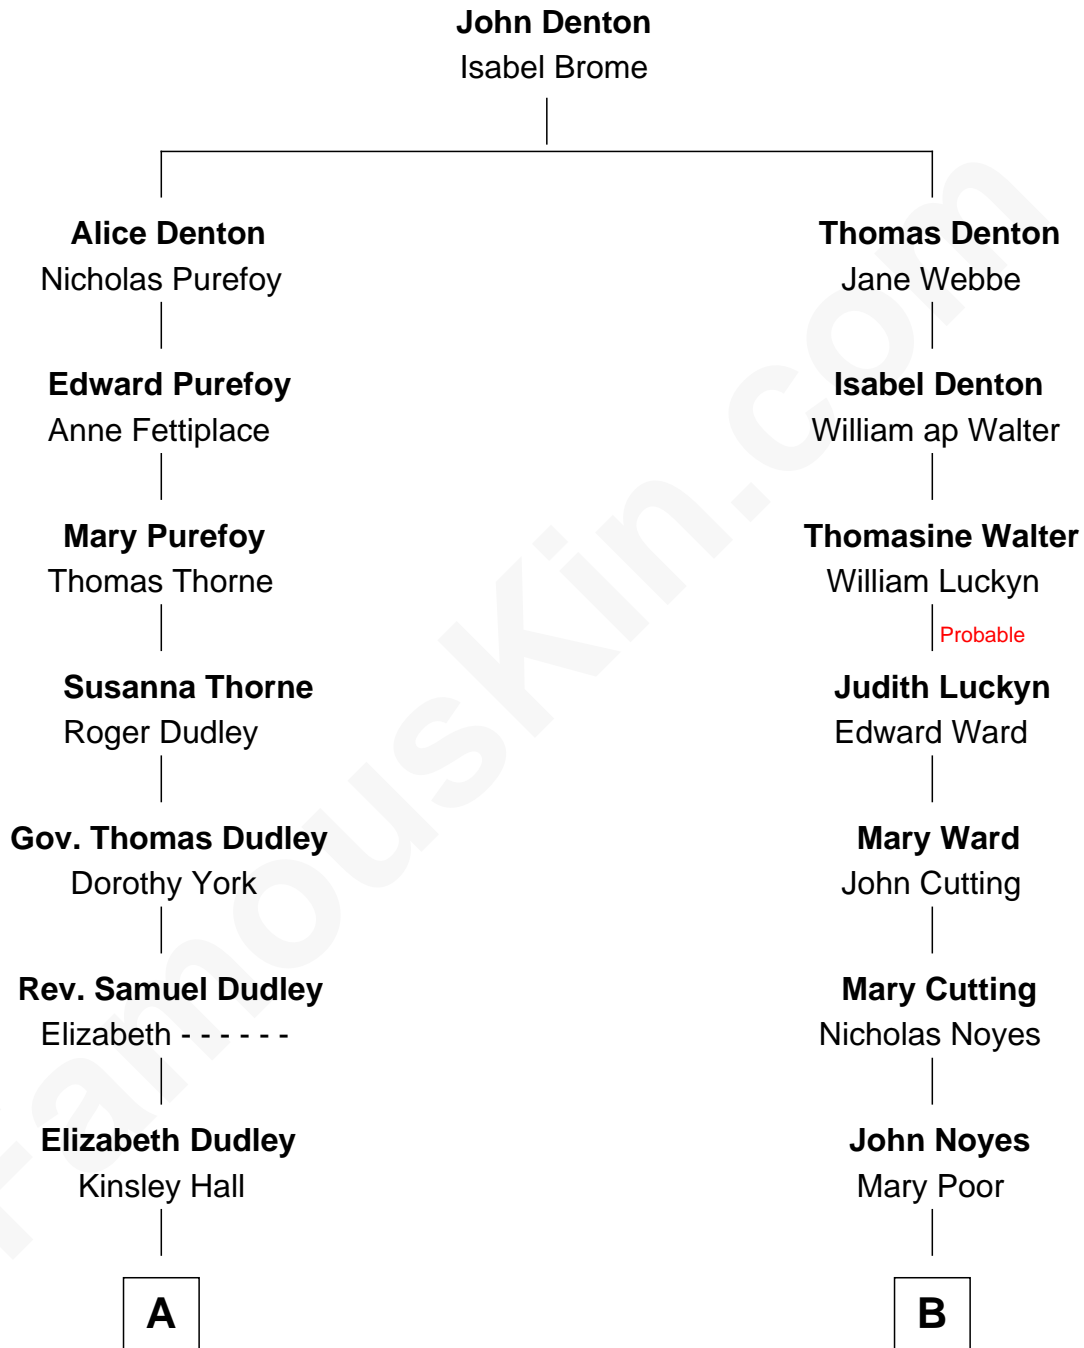 John Denton
Isabel Brome
Alice Denton
Nicholas Purefoy
Thomas Denton
Jane Webbe
Edward Purefoy
Anne Fettiplace
Isabel Denton
William ap Walter
Mary Purefoy
Thomas Thorne
Thomasine Walter
William Luckyn
Probable
Susanna Thorne
Roger Dudley
Judith Luckyn
Edward Ward
Gov. Thomas Dudley
Dorothy York
Mary Ward
John Cutting
Rev. Samuel Dudley
Elizabeth - - - - - -
Mary Cutting
Nicholas Noyes
Elizabeth Dudley
Kinsley Hall
John Noyes
Mary Poor
A
B
FamousKin.com